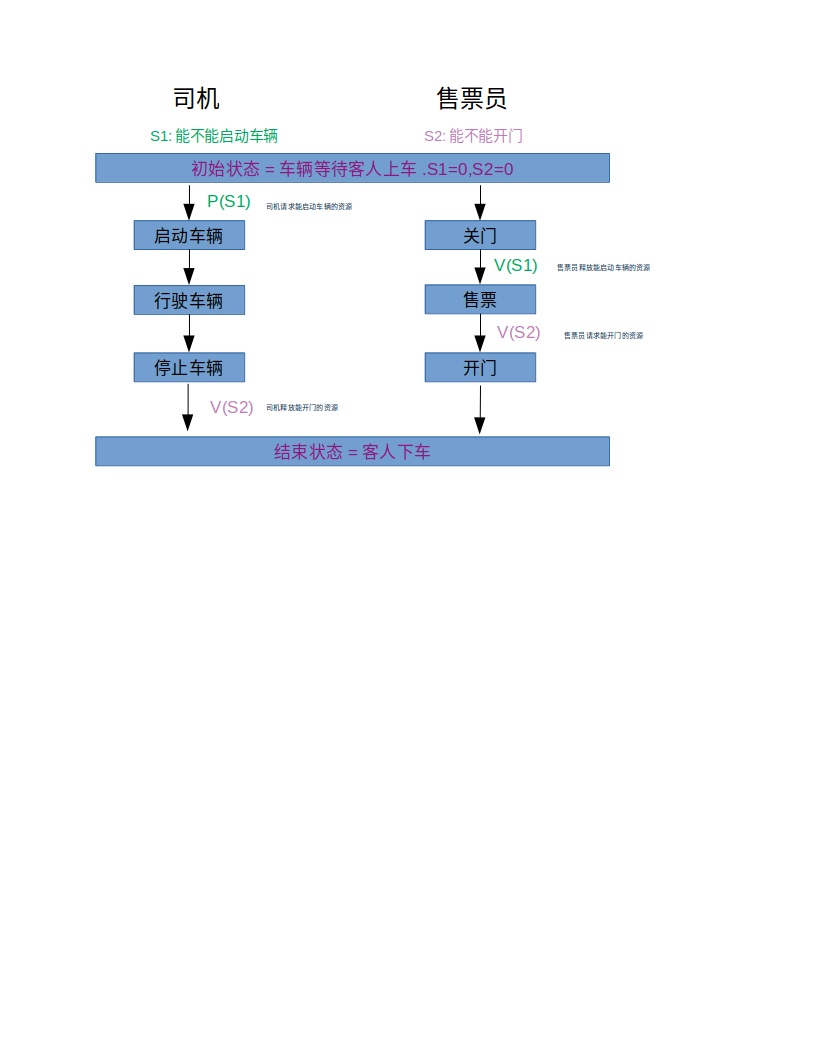 司机 售票员
S1: 能不能启动车辆 S2: 能不能开门
初始状态 = 车辆等待客人上车 .S1=0,S2=0
P(S1) 司机请求能启动车辆的资源
启动车辆 关门
V(S1) 售票员释放能启动车辆的资源
行驶车辆 售票
V(S2) 售票员请求能开门的资源
停止车辆 开门
V(S2) 司机释放能开门的资源
结束状态 = 客人下车